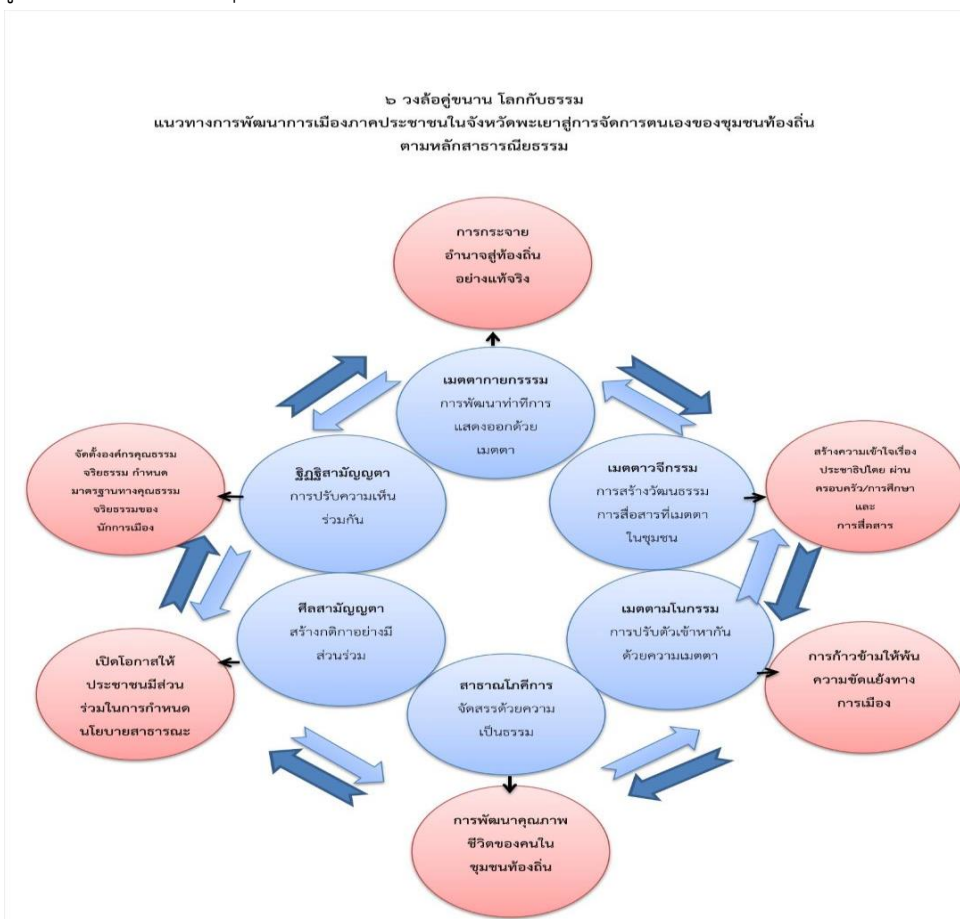 ๖ วงล้อคู่ขนาน โลกกับธรรม
แนวทางการพัฒนาการเมืองภาคประชาชนในจังหวัดพะเยาสู่การจัดการตนเองของชุมชนท้องถิ่น
ตามหลักสาธารณียธรรม
การกระจาย
อำนาจสู่ท้องถิ่น
อย่างแท้จริง
เมตตากายกรรม
การพัฒนาท่าทีการ
แสดงออกด้วย
เมตตา
จัดตั้งองค์กรคุณธรรม
จริยธรรม กำหนด
มาตรฐานทางคุณธรรม
จริยธรรมของ
นักการเมือง
ฐิฏฐิสามัญญตา
การปรับความเห็น
ร่วมกัน
เมตตาวจีกรรม
การสร้างวัฒนธรรม
การสื่อสารที่เมตตา
ในชุมชน
สร้างความเข้าใจเรื่อง
ประชาธิปไตย ผ่าน
ครอบครัว/การศึกษา
และ
การสื่อสาร
ศีลสามัญญตา
สร้างกติกาอย่างมี
ส่วนร่วม
เมตตามโนกรรม
การปรับตัวเข้าหากัน
ด้วยความเมตตา
เปิดโอกาสให้
ประชาชนมีส่วน
ร่วมในการกำหนด
นโยบายสาธารณะ
สาธาณโภคีการ
จัดสรรด้วยความ
เป็นธรรม
การก้าวข้ามให้พ้น
ความขัดแย้งทาง
การเมือง
การพัฒนาคุณภาพ
ชีวิตของคนใน
ชุมชนท้องถิ่น